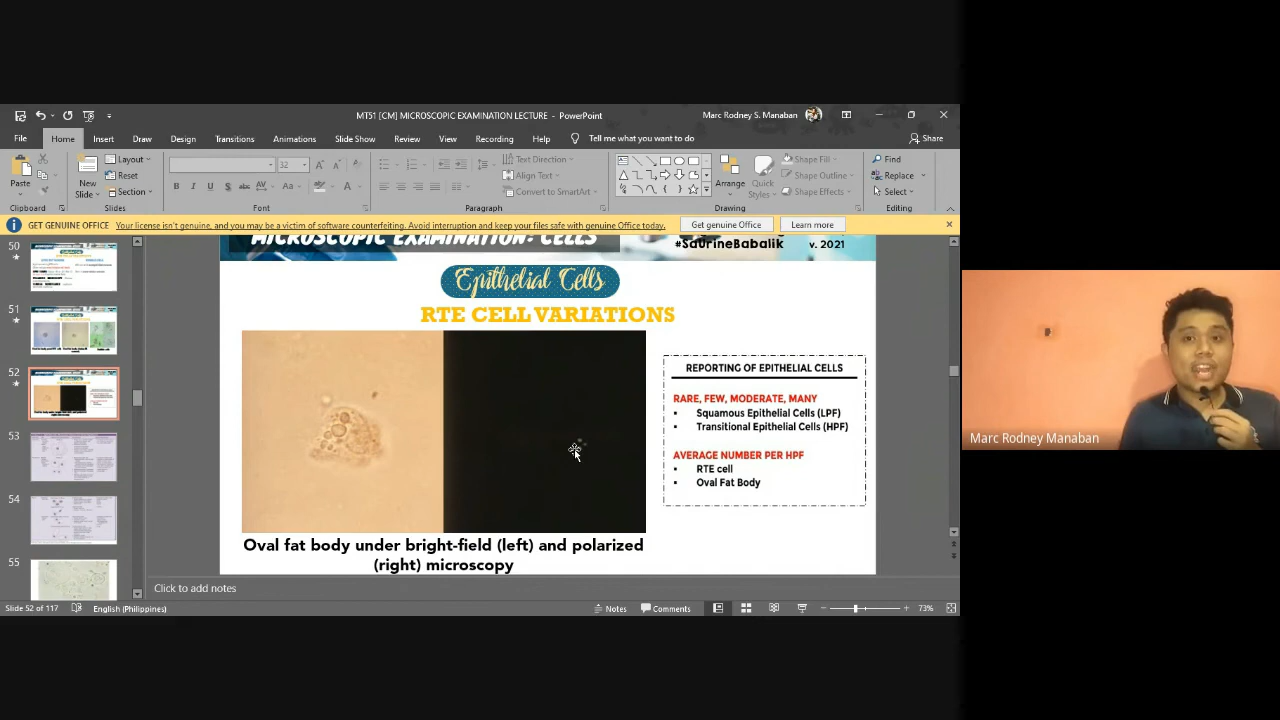 MT51 [CM] MICROSCOPIC EXAMINATION LECTURE - PowerPoint
Marc Rodney S. Manaban
File Home Insert Draw Design Transitions Animations Slide Show Review View Recording Help Tell me what you want to do
Share
Paste
New Slide
Layout
Reset
Section
32
B I U S abc AV Aa A
Text Direction
Align Text
Convert to SmartArt
Arrange
Quick Styles
Shape Fill
Shape Outline
Shape Effects
Find
Replace
Select
Clipboard
Slides
Font
Paragraph
Drawing
Editing
GET GENUINE OFFICE Your license isn't genuine, and you may be a victim of software counterfeiting. Avoid interruption and keep your files safe with genuine Office today. Get genuine Office Learn more
50
51
52
53
54
55
MICROSCOPIC EXAMINATION: CELLS
#SaUrineBabalik v. 2021
Epithelial Cells
RTE CELL VARIATIONS
REPORTING OF EPITHELIAL CELLS
RARE, FEW, MODERATE, MANY
▪ Squamous Epithelial Cells (LPF)
▪ Transitional Epithelial Cells (HPF)
AVERAGE NUMBER PER HPF
▪ RTE cell
▪ Oval Fat Body
Oval fat body under bright-field (left) and polarized
(right) microscopy
Click to add notes
Slide 52 of 117 English (Philippines) Notes Comments 73%
Marc Rodney Manaban